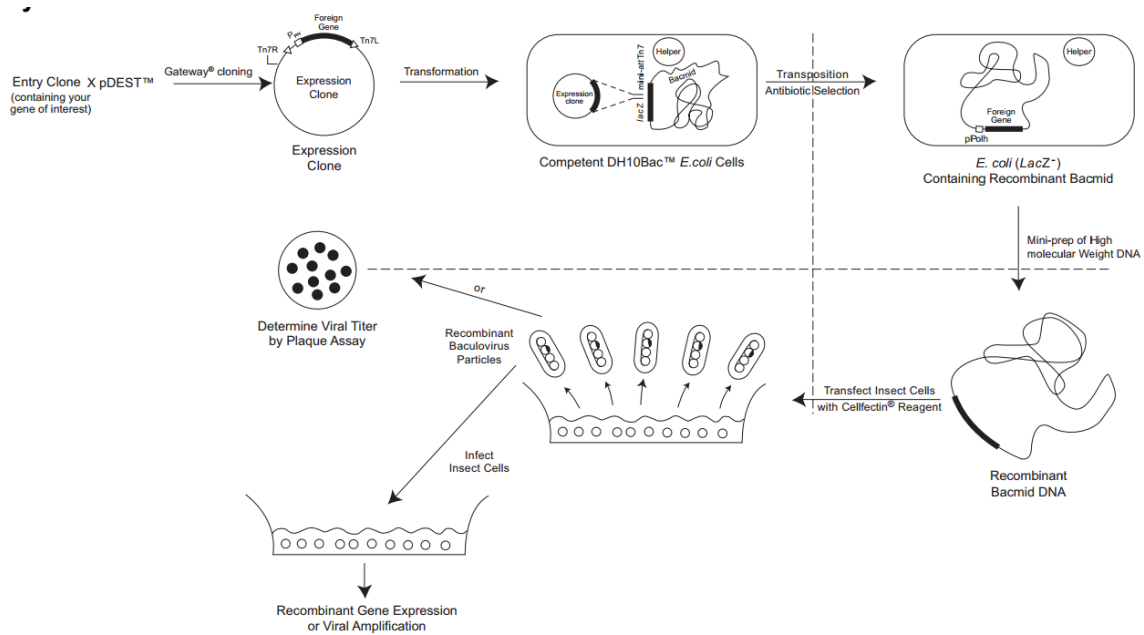 Entry Clone X pDEST™
(containing your
gene of interest)
Gateway® cloning
Tn7R
PPH
Foreign
Gene
Tn7L
Expression
Clone
Expression
Clone
Transformation
Expression
clone
lacZ
mini-attTn7
Helper
Bacmid
Competent DH10Bac™ E.coli Cells
Transposition
Antibiotic Selection
Helper
Foreign
Gene
pPolh
E. coli (LacZ-)
Containing Recombinant Bacmid
Mini-prep of High
molecular Weight DNA
Recombinant
Bacmid DNA
Transfect Insect Cells
with Cellfectin® Reagent
Recombinant
Baculovirus
Particles
or
Determine Viral Titer
by Plaque Assay
Infect
Insect Cells
Recombinant Gene Expression
or Viral Amplification